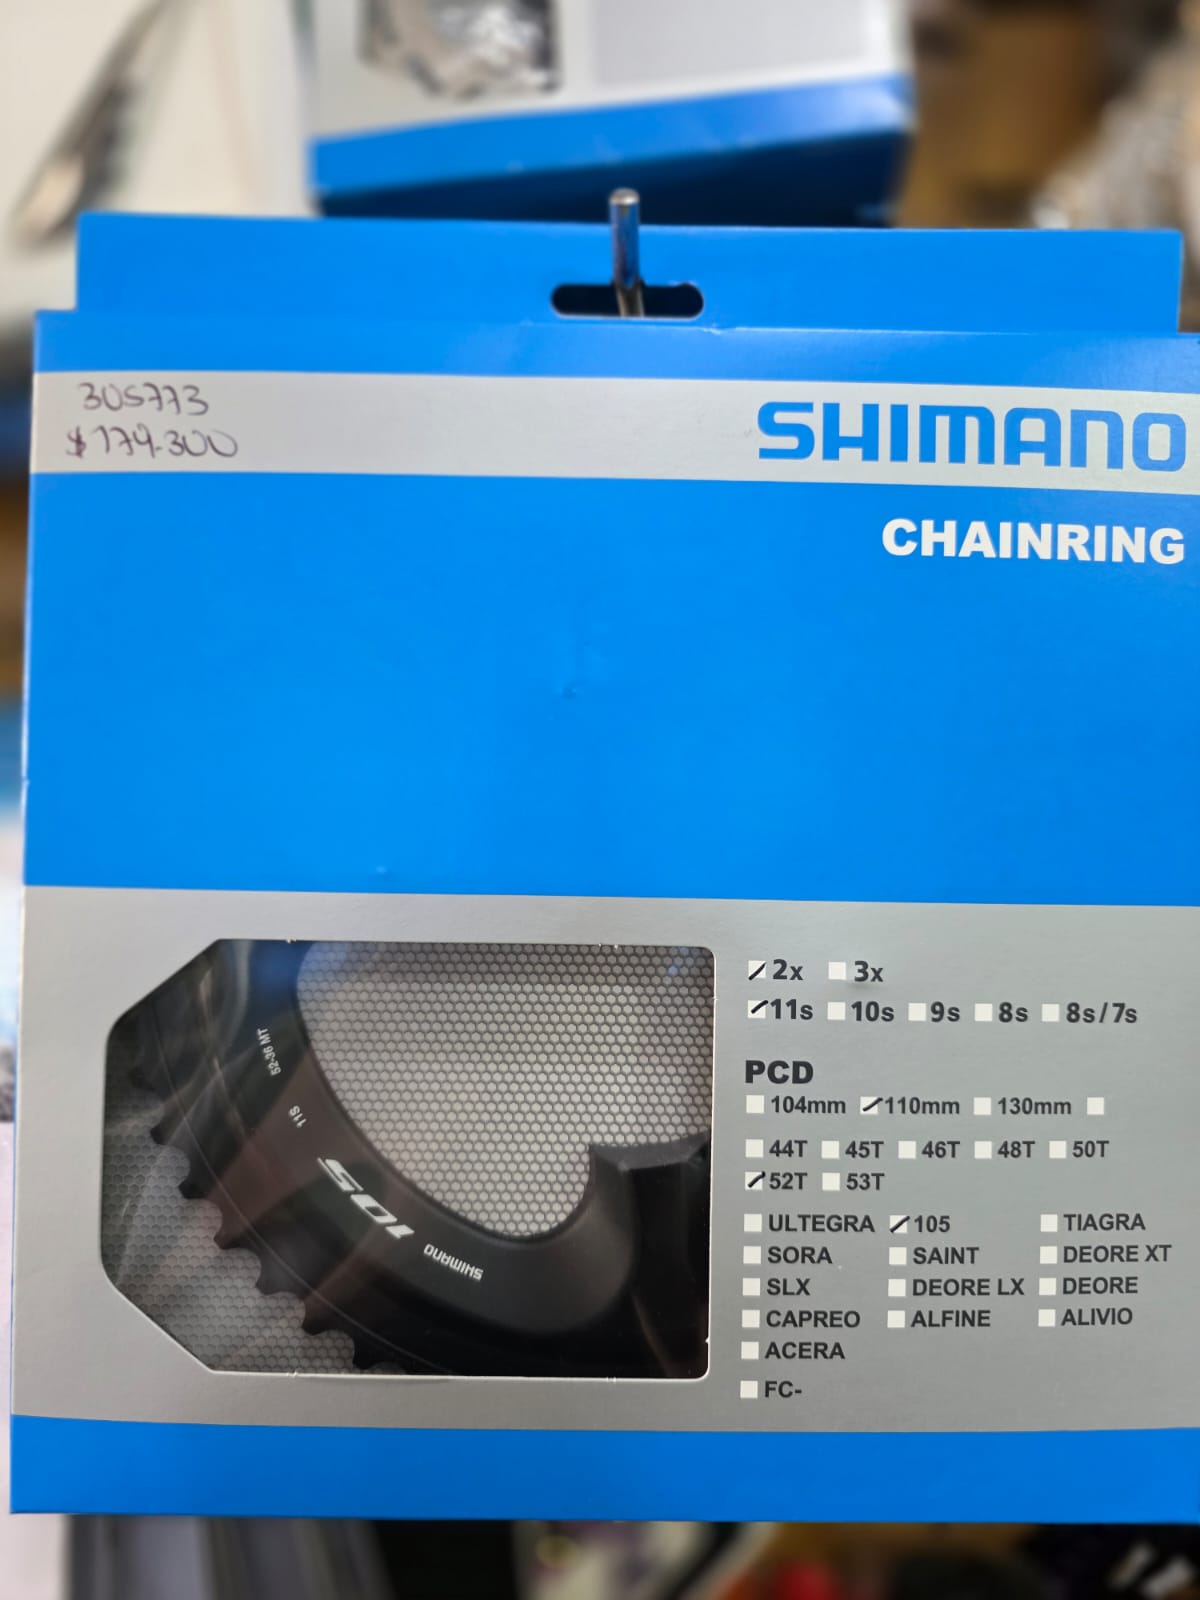 305773
$179.300
SHIMANO
CHAINRING
2x 3x
11s 10s 9s 8s 8s/7s
PCD
104mm 110mm 130mm
44T 45T 46T 48T 50T
52T 53T
ULTEGRA 105 TIAGRA
SORA SAINT DEORE XT
SLX DEORE LX DEORE
CAPREO ALFINE ALIVIO
ACERA
FC-
52-36 MT
11S
105
SHIMANO